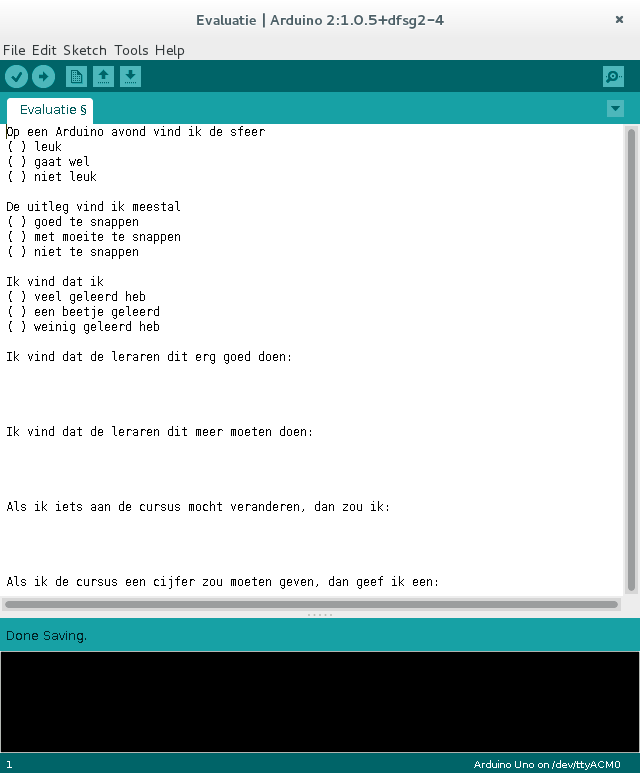 Evaluatie | Arduino 2:1.0.5+dfsg2-4
File Edit Sketch Tools Help
Evaluatie §
Op een Arduino avond vind ik de sfeer
( ) leuk
( ) gaat wel
( ) niet leuk
De uitleg vind ik meestal
( ) goed te snappen
( ) met moeite te snappen
( ) niet te snappen
Ik vind dat ik
( ) veel geleerd heb
( ) een beetje geleerd
( ) weinig geleerd heb
Ik vind dat de leraren dit erg goed doen:
Ik vind dat de leraren dit meer moeten doen:
Als ik iets aan de cursus mocht veranderen, dan zou ik:
Als ik de cursus een cijfer zou moeten geven, dan geef ik een:
Done Saving.
1 Arduino Uno on /dev/ttyACM0